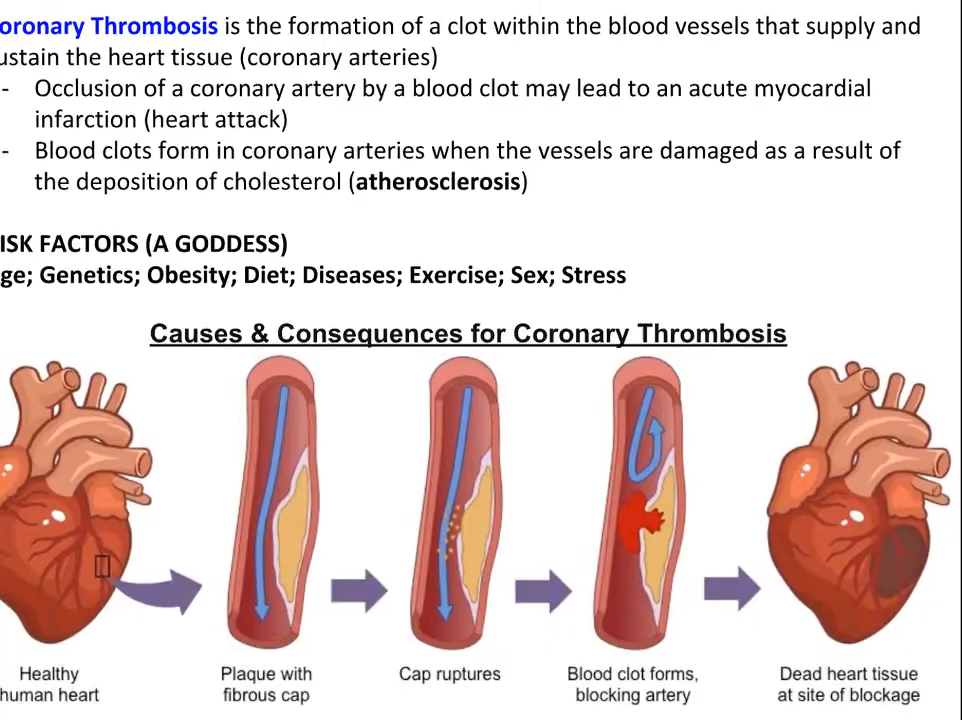 oronary Thrombosis is the formation of a clot within the blood vessels that supply and
ustain the heart tissue (coronary arteries)
- Occlusion of a coronary artery by a blood clot may lead to an acute myocardial
infarction (heart attack)
- Blood clots form in coronary arteries when the vessels are damaged as a result of
the deposition of cholesterol (atherosclerosis)
ISK FACTORS (A GODDESS)
ge; Genetics; Obesity; Diet; Diseases; Exercise; Sex; Stress
Causes & Consequences for Coronary Thrombosis
Healthy
human heart
Plaque with
fibrous cap
Cap ruptures
Blood clot forms,
blocking artery
Dead heart tissue
at site of blockage